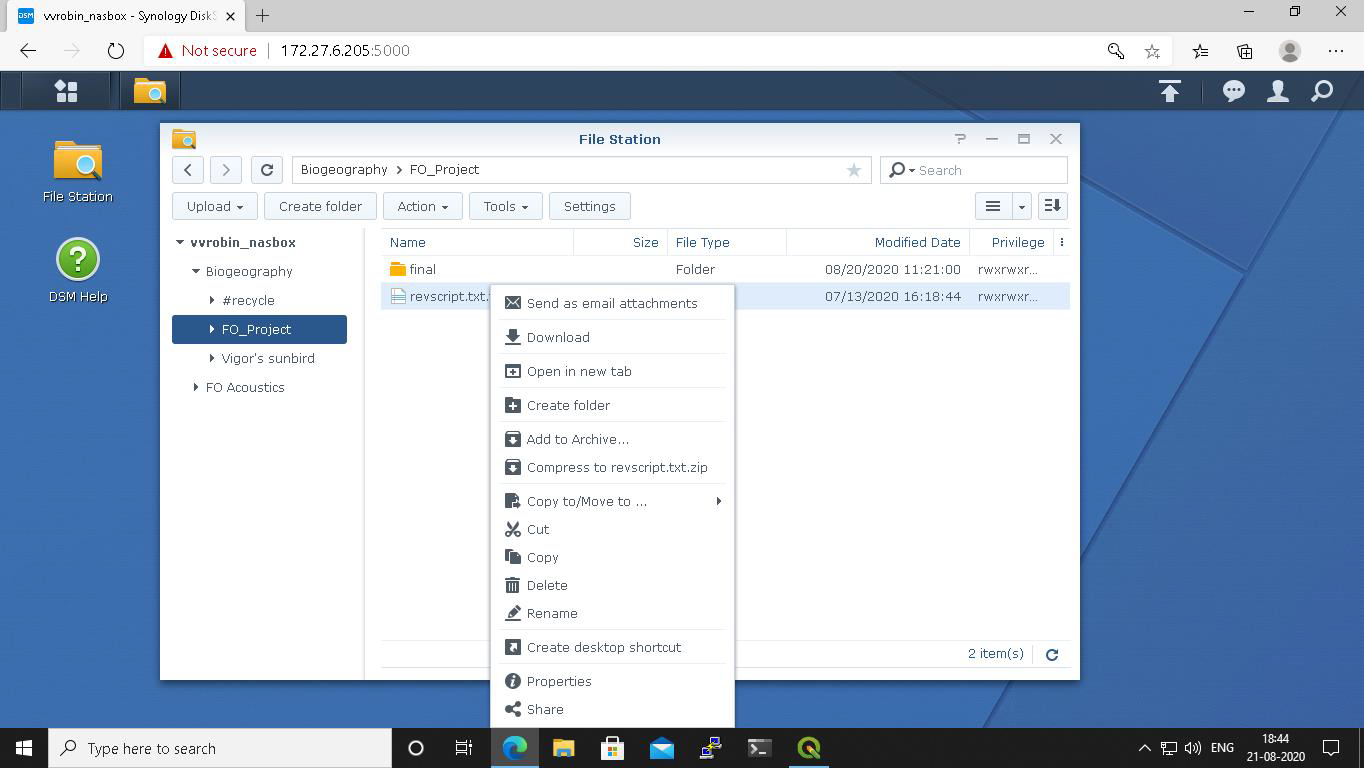 vvrobin_nasbox - Synology DiskS
Not secure 172.27.6.205:5000
File Station
DSM Help
File Station
Biogeography FO_Project
Search
Upload Create folder Action Tools Settings
vvrobin_nasbox
Biogeography
#recycle
FO_Project
Vigor's sunbird
FO Acoustics
Name Size File Type Modified Date Privilege
final Folder 08/20/2020 11:21:00 rwxrwxr...
revscript.txt. 07/13/2020 16:18:44 rwxrwxr...
Send as email attachments
Download
Open in new tab
Create folder
Add to Archive...
Compress to revscript.txt.zip
Copy to/Move to ...
Cut
Copy
Delete
Rename
Create desktop shortcut
Properties
Share
2 item(s)
Type here to search
ENG
18:44
21-08-2020